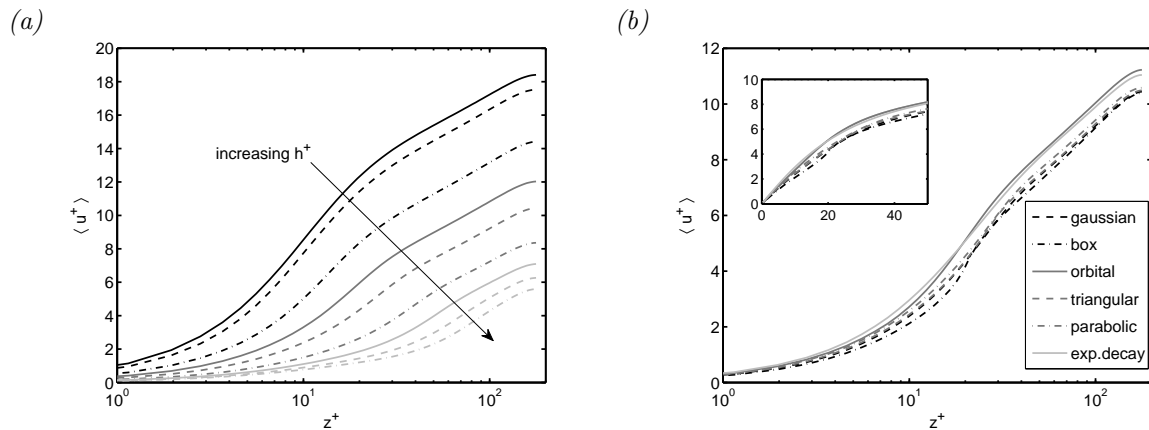 (a)
20
18
16
14
12
10
8
6
4
2
0
⟨ u⁺ ⟩
increasing h⁺
10⁰
10¹
10²
z⁺
(b)
12
10
8
6
4
2
0
⟨ u⁺ ⟩
10
8
6
4
2
0
0
20
40
gaussian
box
orbital
triangular
parabolic
exp.decay
10⁰
10¹
10²
z⁺